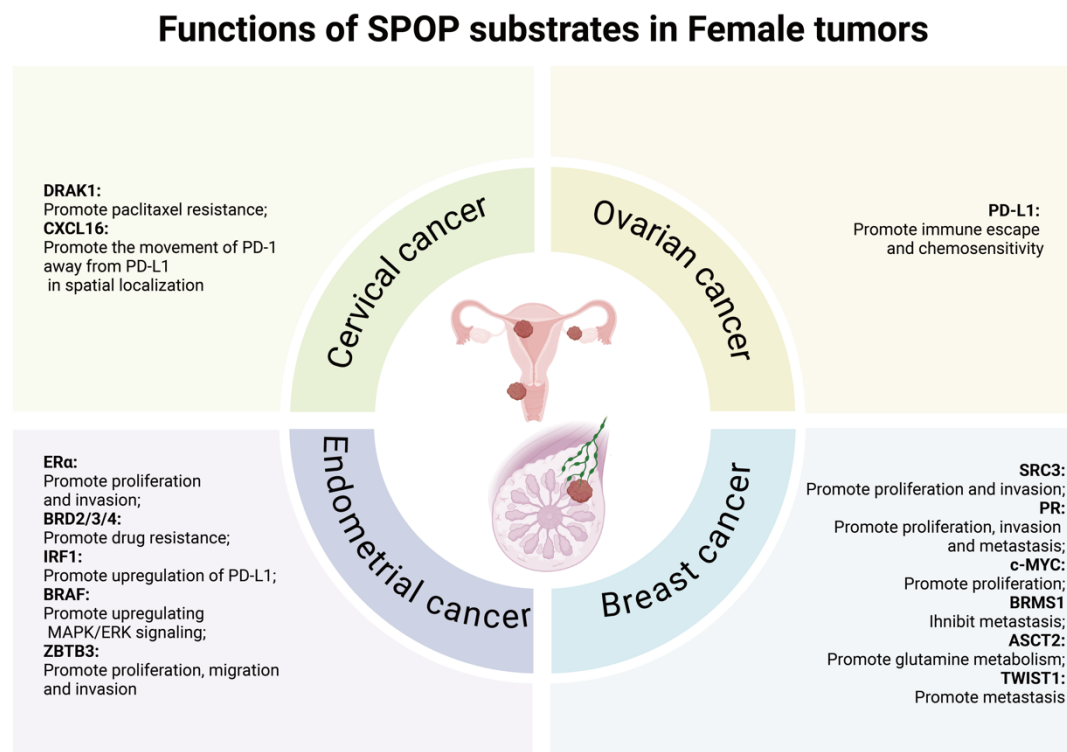 Functions of SPOP substrates in Female tumors
Cervical cancer
DRAK1:
Promote paclitaxel resistance;
CXCL16:
Promote the movement of PD-1
away from PD-L1
in spatial localization
Ovarian cancer
PD-L1:
Promote immune escape
and chemosensitivity
Endometrial cancer
ERα:
Promote proliferation
and invasion;
BRD2/3/4:
Promote drug resistance;
IRF1:
Promote upregulation of PD-L1;
BRAF:
Promote upregulating
MAPK/ERK signaling;
ZBTB3:
Promote proliferation, migration
and invasion
Breast cancer
SRC3:
Promote proliferation and invasion;
PR:
Promote proliferation, invasion
and metastasis;
c-MYC:
Promote proliferation;
BRMS1
Ihnibit metastasis;
ASCT2:
Promote glutamine metabolism;
TWIST1:
Promote metastasis